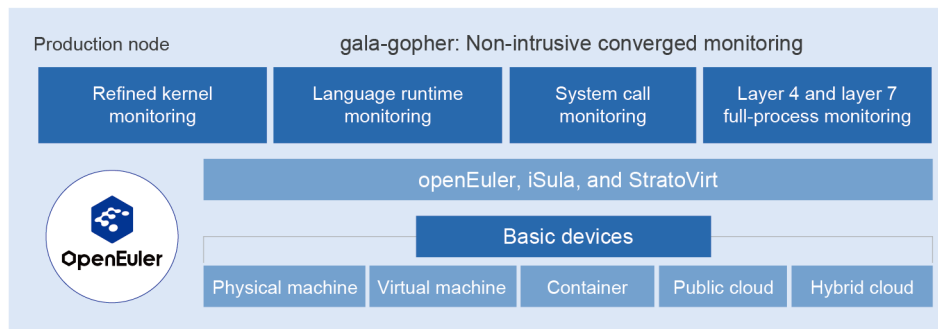 Production node
gala-gopher: Non-intrusive converged monitoring
Refined kernel
monitoring
Language runtime
monitoring
System call
monitoring
Layer 4 and layer 7
full-process monitoring
openEuler, iSula, and StratoVirt
OpenEuler
Basic devices
Physical machine
Virtual machine
Container
Public cloud
Hybrid cloud